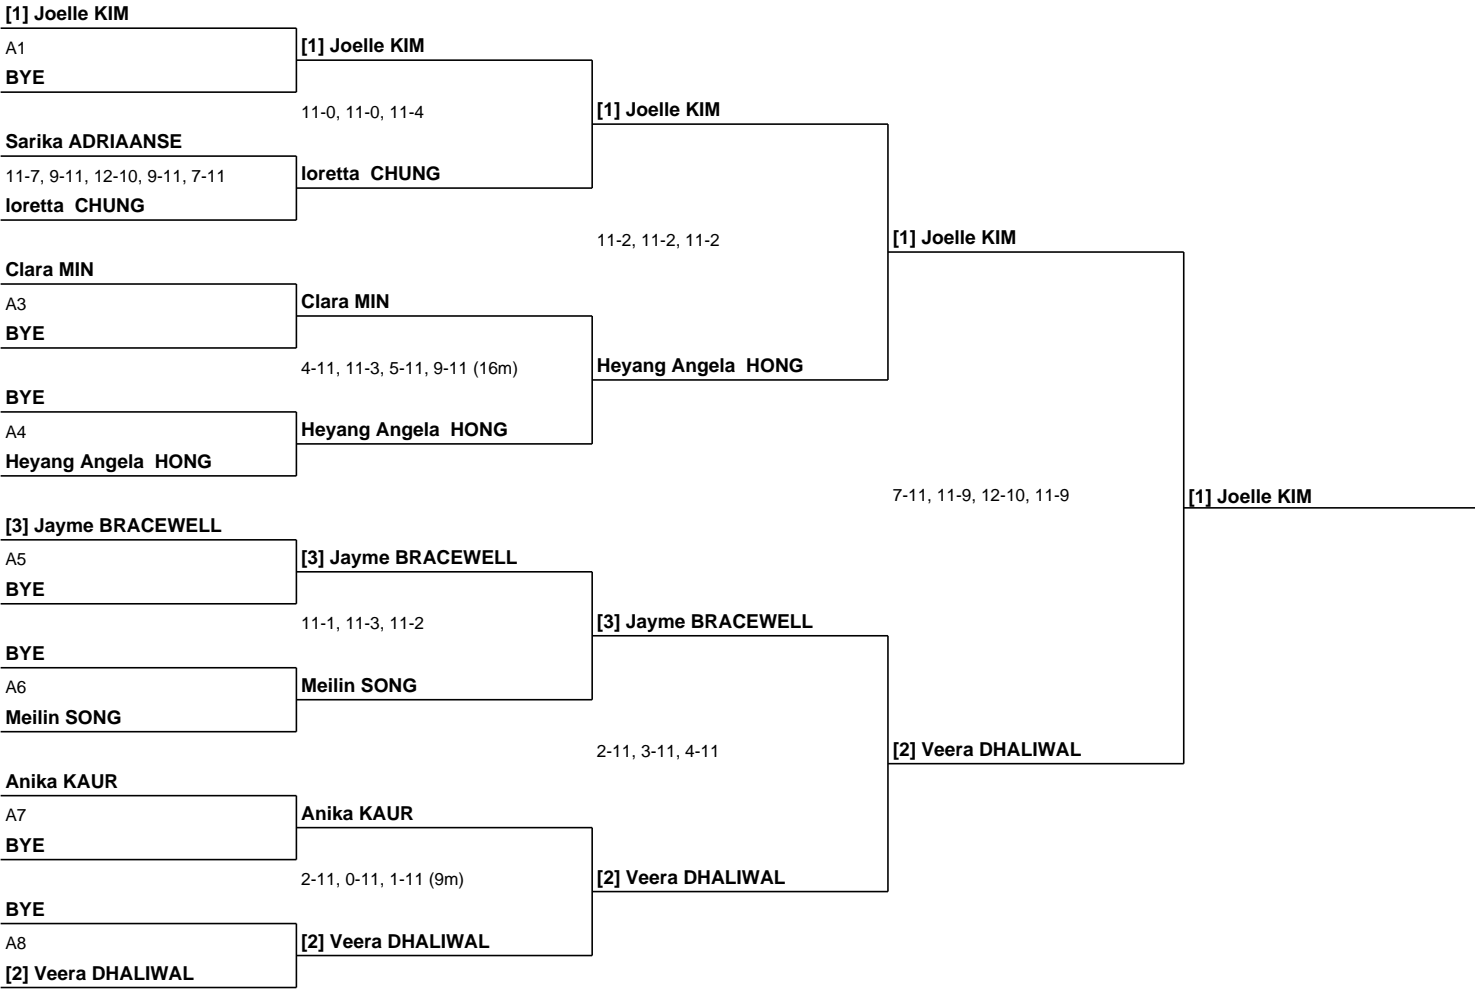 [1] Joelle KIM
A1
[1] Joelle KIM
BYE
11-0, 11-0, 11-4
[1] Joelle KIM
Sarika ADRIAANSE
11-7, 9-11, 12-10, 9-11, 7-11
loretta  CHUNG
loretta  CHUNG
11-2, 11-2, 11-2
[1] Joelle KIM
Clara MIN
A3
Clara MIN
BYE
4-11, 11-3, 5-11, 9-11 (16m)
Heyang Angela  HONG
BYE
A4
Heyang Angela  HONG
Heyang Angela  HONG
7-11, 11-9, 12-10, 11-9
[1] Joelle KIM
[3] Jayme BRACEWELL
A5
[3] Jayme BRACEWELL
BYE
11-1, 11-3, 11-2
[3] Jayme BRACEWELL
BYE
A6
Meilin SONG
Meilin SONG
2-11, 3-11, 4-11
[2] Veera DHALIWAL
Anika KAUR
A7
Anika KAUR
BYE
2-11, 0-11, 1-11 (9m)
[2] Veera DHALIWAL
BYE
A8
[2] Veera DHALIWAL
[2] Veera DHALIWAL